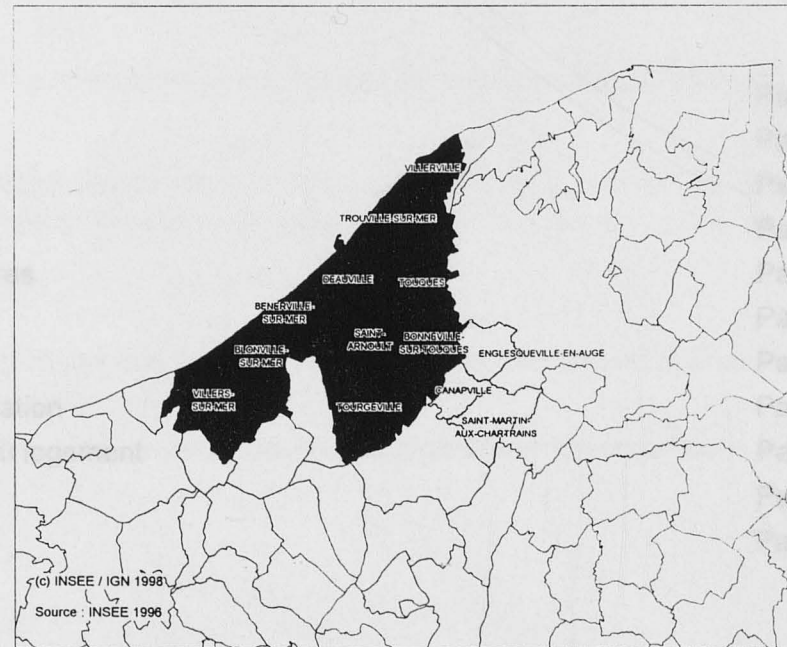 VILLERVILLE
TROUVILLE-SUR-MER
DEAUVILLE
TOUQUES
BENERVILLE-
SUR-MER
SAINT-
ARNOULT
BONNEVILLE-
SUR-TOUQUES
ENGLESQUEVILLE-EN-AUGE
BLONVILLE-
SUR-MER
CANAPVILLE
VILLERS-
SUR-MER
TOURGEVILLE
SAINT-MARTIN-
AUX-CHARTRAINS
(c) INSEE / IGN 1998
Source : INSEE 1996